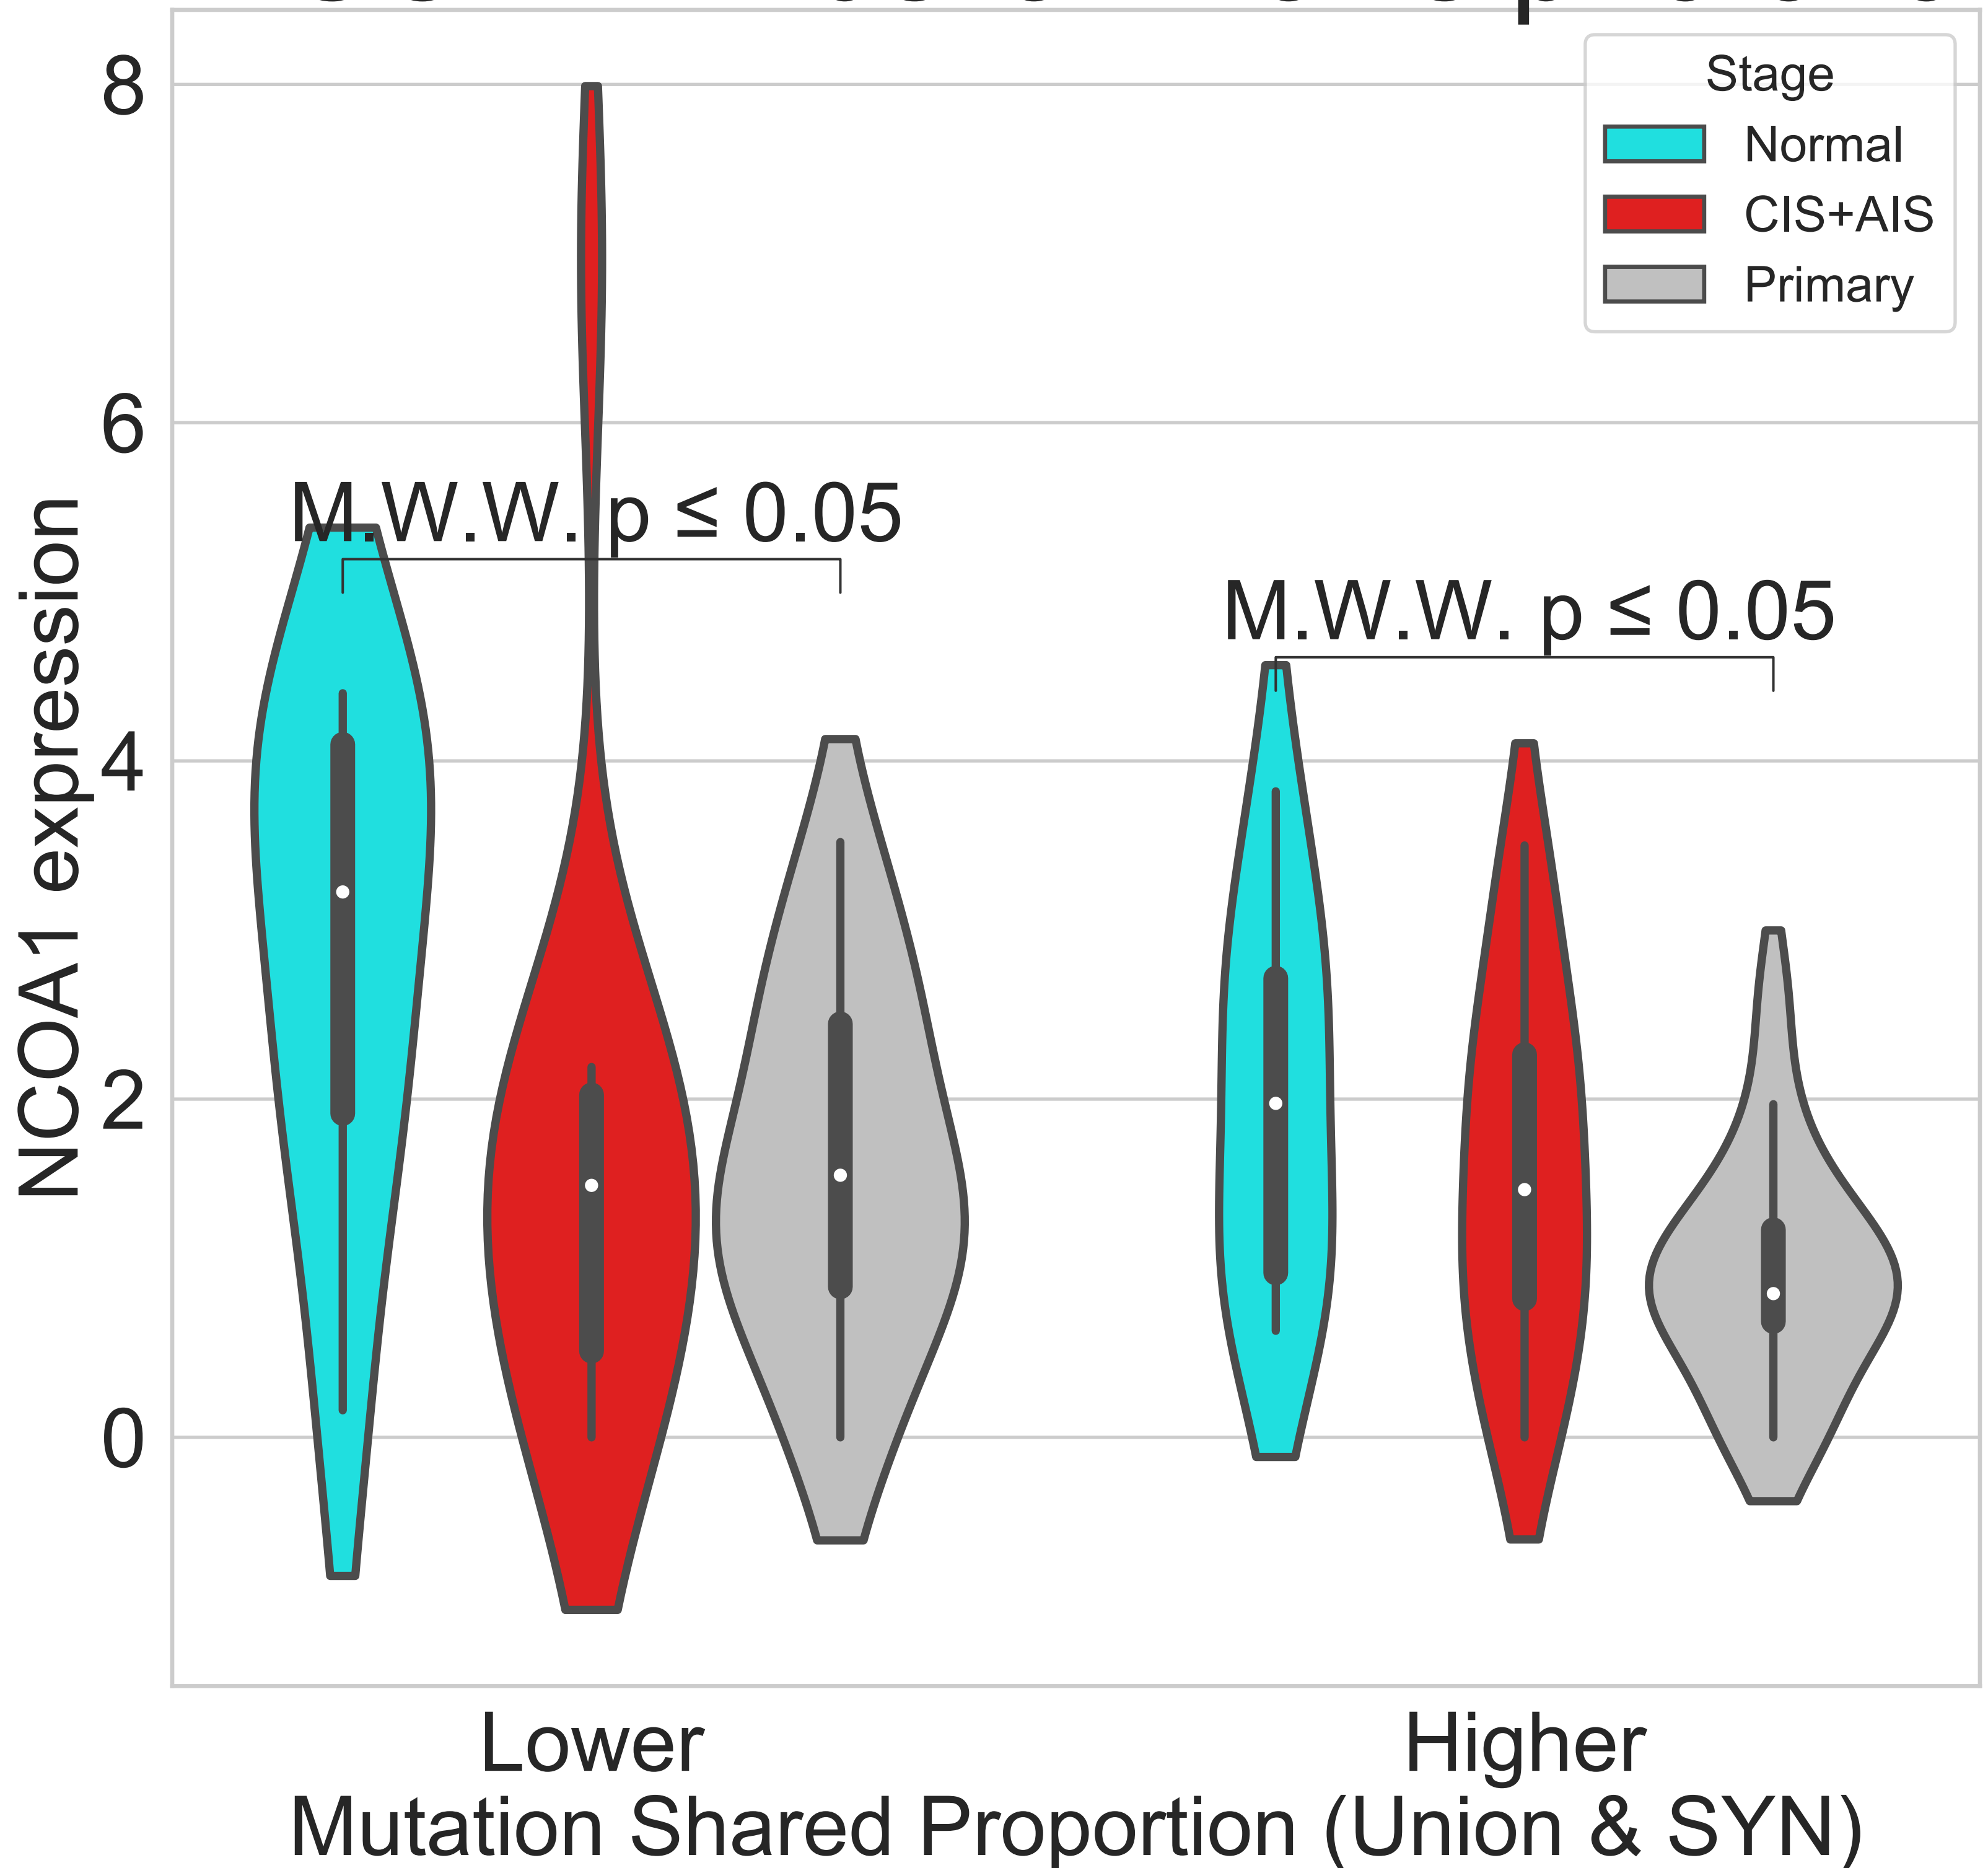 Stage
Normal
CIS+AIS
Primary
8
6
4
2
0
NCOA1 expression
M.W.W. p ≤ 0.05
M.W.W. p ≤ 0.05
Lower
Higher
Mutation Shared Proportion (Union & SYN)